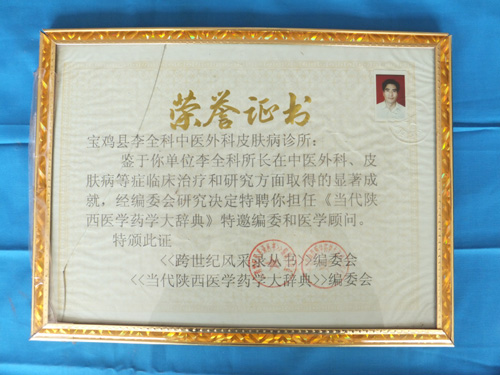 荣誉证书
宝鸡县李全科中医外科皮肤病诊所：
鉴于你单位李全科所长在中医外科、皮
肤病等症临床治疗和研究方面取得的显著成
就，经编委会研究决定特聘你担任《当代陕
西医学药学大辞典》特邀编委和医学顾问。
特颁此证
<<跨世纪风采录丛书>>编委会
<<当代陕西医学药学大辞典>>编委会